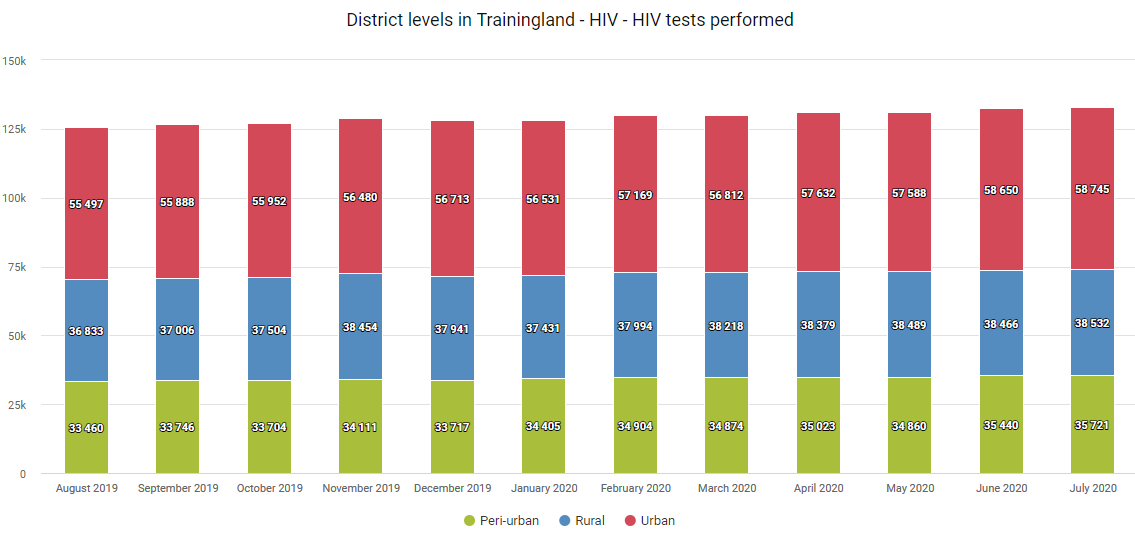 District levels in Trainingland - HIV - HIV tests performed
150k
125k
100k
75k
50k
25k
0
55 497
55 888
55 952
56 480
56 713
56 531
57 169
56 812
57 632
57 588
58 650
58 745
36 833
37 006
37 504
38 454
37 941
37 431
37 994
38 218
38 379
38 489
38 466
38 532
33 460
33 746
33 704
34 111
33 717
34 405
34 904
34 874
35 023
34 860
35 440
35 721
August 2019
September 2019
October 2019
November 2019
December 2019
January 2020
February 2020
March 2020
April 2020
May 2020
June 2020
July 2020
Peri-urban
Rural
Urban